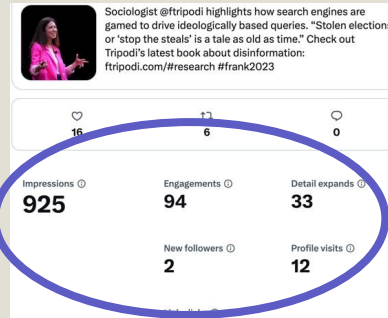 Sociologist @ftripodi highlights how search engines are
gamed to drive ideologically based queries. “Stolen elections
or ‘stop the steals’ is a tale as old as time.” Check out
Tripodi’s latest book about disinformation:
ftripodi.com/#research #frank2023
16 6 0
Impressions Engagements Detail expands
925 94 33
New followers Profile visits
2 12